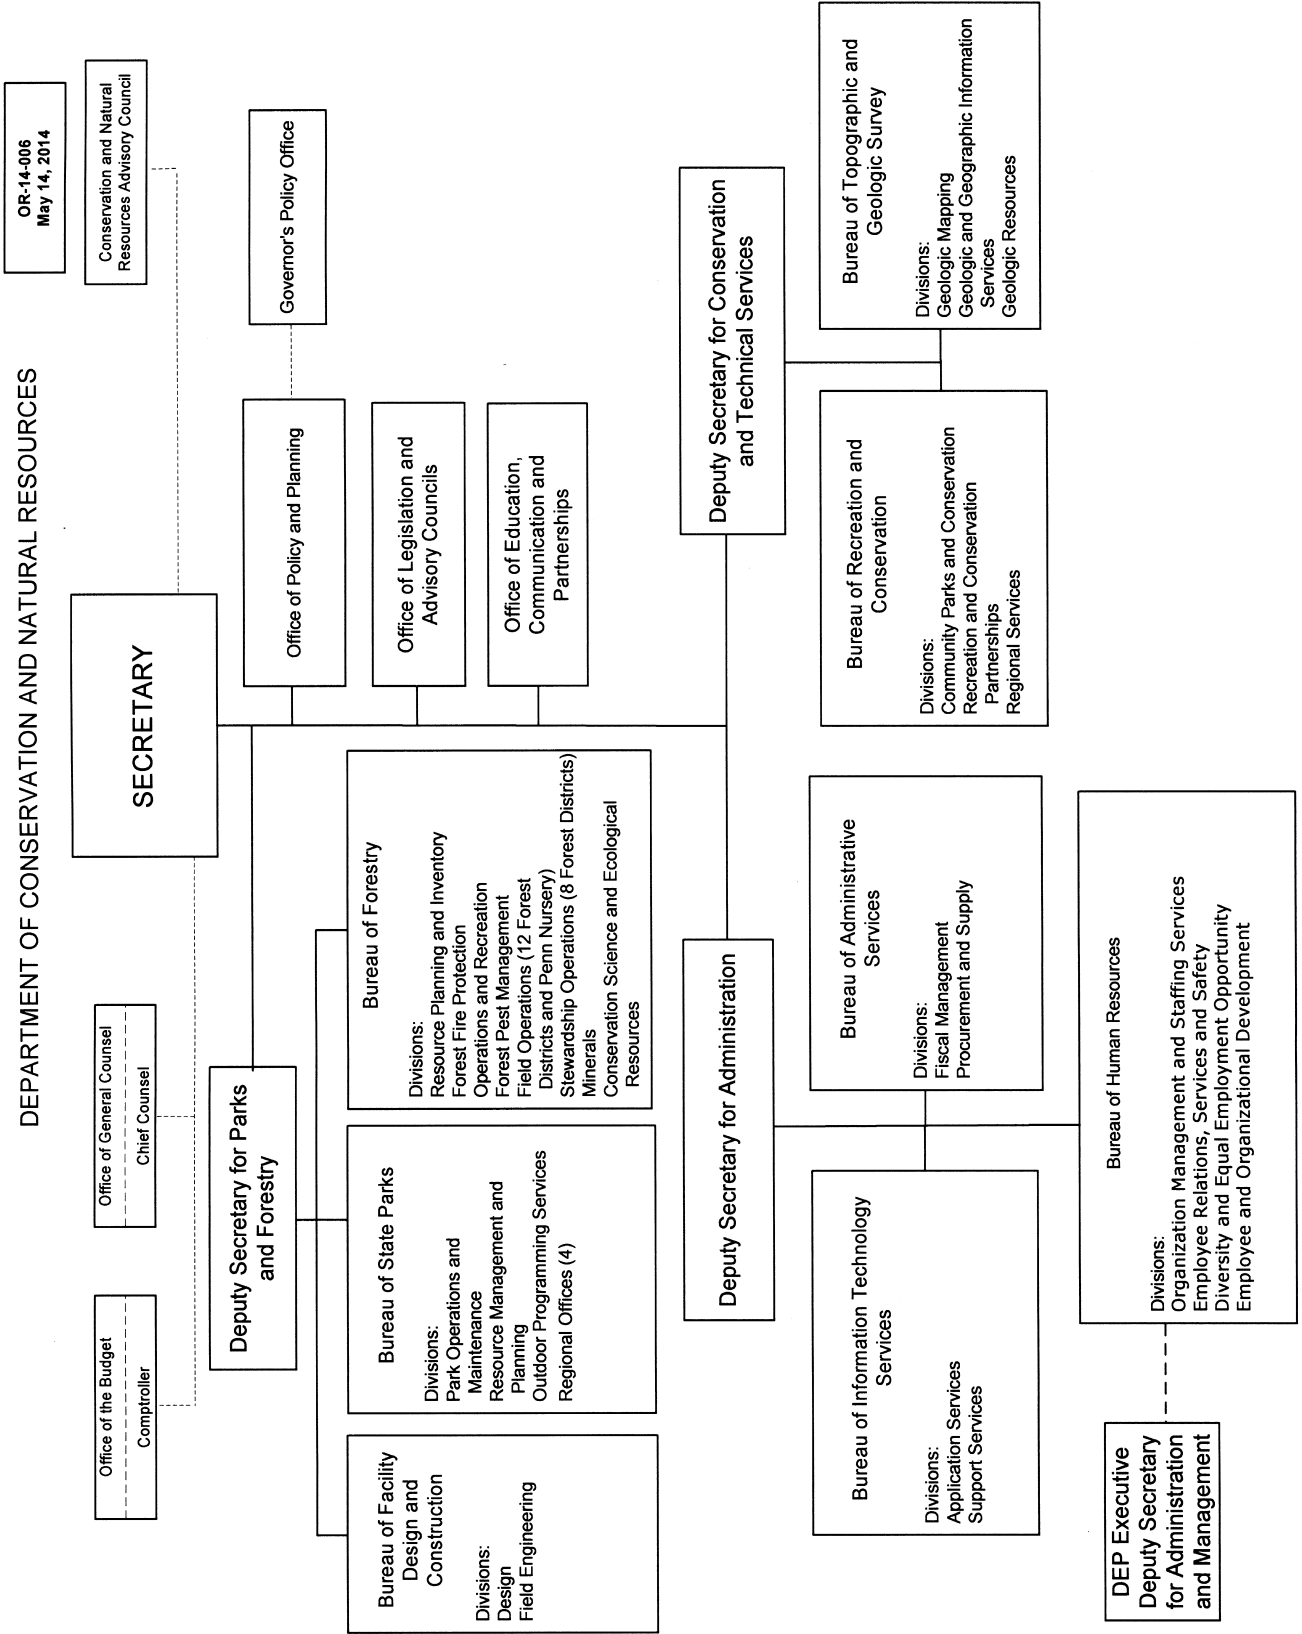 OR-14-006
May 14, 2014
DEPARTMENT OF CONSERVATION AND NATURAL RESOURCES
Conservation and Natural
Resources Advisory Council
SECRETARY
Office of the Budget
Comptroller
Office of General Counsel
Chief Counsel
Governor's Policy Office
Office of Policy and Planning
Office of Legislation and
Advisory Councils
Office of Education,
Communication and
Partnerships
Deputy Secretary for Parks
and Forestry
Bureau of Facility
Design and
Construction
Divisions:
Design
Field Engineering
Bureau of State Parks
Divisions:
Park Operations and
Maintenance
Resource Management and
Planning
Outdoor Programming Services
Regional Offices (4)
Bureau of Forestry
Divisions:
Resource Planning and Inventory
Forest Fire Protection
Operations and Recreation
Forest Pest Management
Field Operations (12 Forest
Districts and Penn Nursery)
Stewardship Operations (8 Forest Districts)
Minerals
Conservation Science and Ecological
Resources
Deputy Secretary for Administration
Bureau of Information Technology
Services
Divisions:
Application Services
Support Services
Bureau of Administrative
Services
Divisions:
Fiscal Management
Procurement and Supply
Bureau of Human Resources
Divisions:
Organization Management and Staffing Services
Employee Relations, Services and Safety
Diversity and Equal Employment Opportunity
Employee and Organizational Development
DEP Executive
Deputy Secretary
for Administration
and Management
Deputy Secretary for Conservation
and Technical Services
Bureau of Recreation and
Conservation
Divisions:
Community Parks and Conservation
Recreation and Conservation
Partnerships
Regional Services
Bureau of Topographic and
Geologic Survey
Divisions:
Geologic Mapping
Geologic and Geographic Information
Services
Geologic Resources